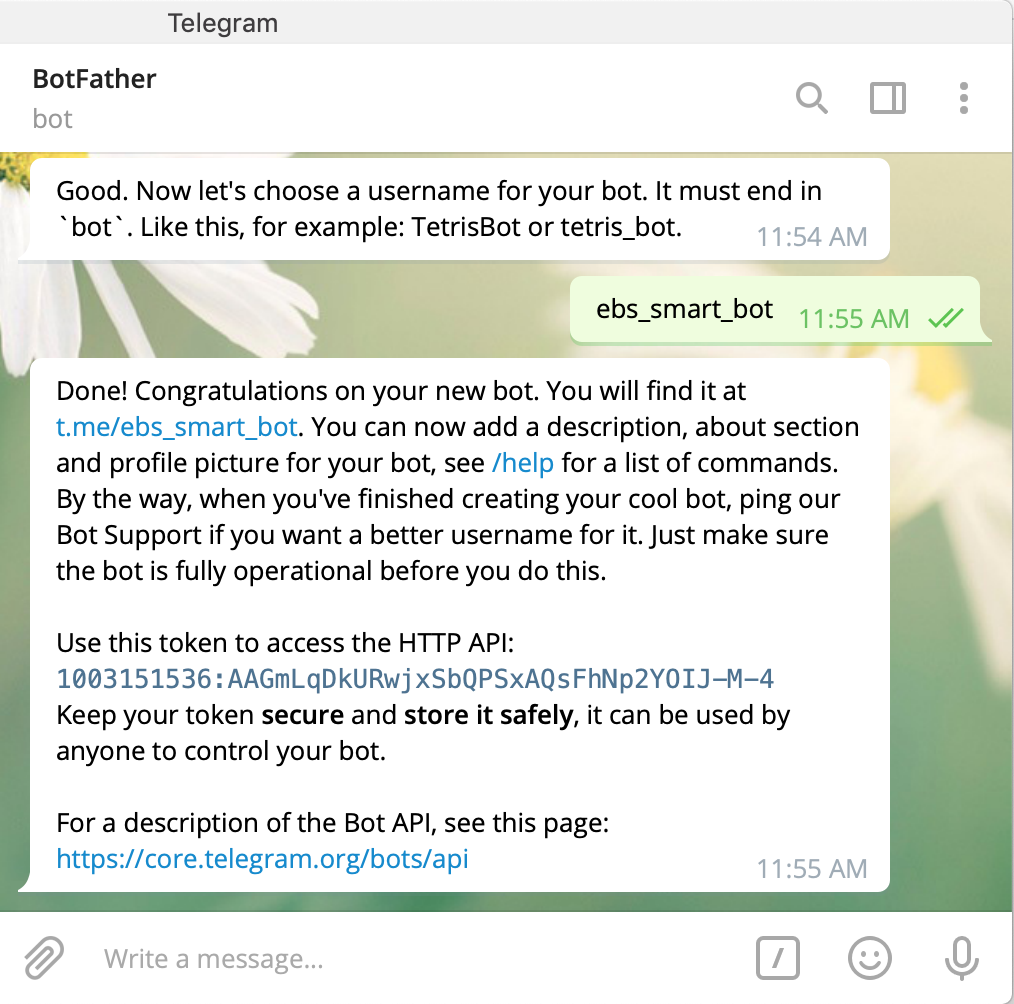 Telegram
BotFather
bot
Good. Now let's choose a username for your bot. It must end in
`bot`. Like this, for example: TetrisBot or tetris_bot.
11:54 AM
ebs_smart_bot
11:55 AM
Done! Congratulations on your new bot. You will find it at
t.me/ebs_smart_bot. You can now add a description, about section
and profile picture for your bot, see /help for a list of commands.
By the way, when you've finished creating your cool bot, ping our
Bot Support if you want a better username for it. Just make sure
the bot is fully operational before you do this.
Use this token to access the HTTP API:
1003151536:AAGmLqDkURwjxSbQPSxAQsFhNp2YOIJ-M-4
Keep your token secure and store it safely, it can be used by
anyone to control your bot.
For a description of the Bot API, see this page:
https://core.telegram.org/bots/api
11:55 AM
Write a message...